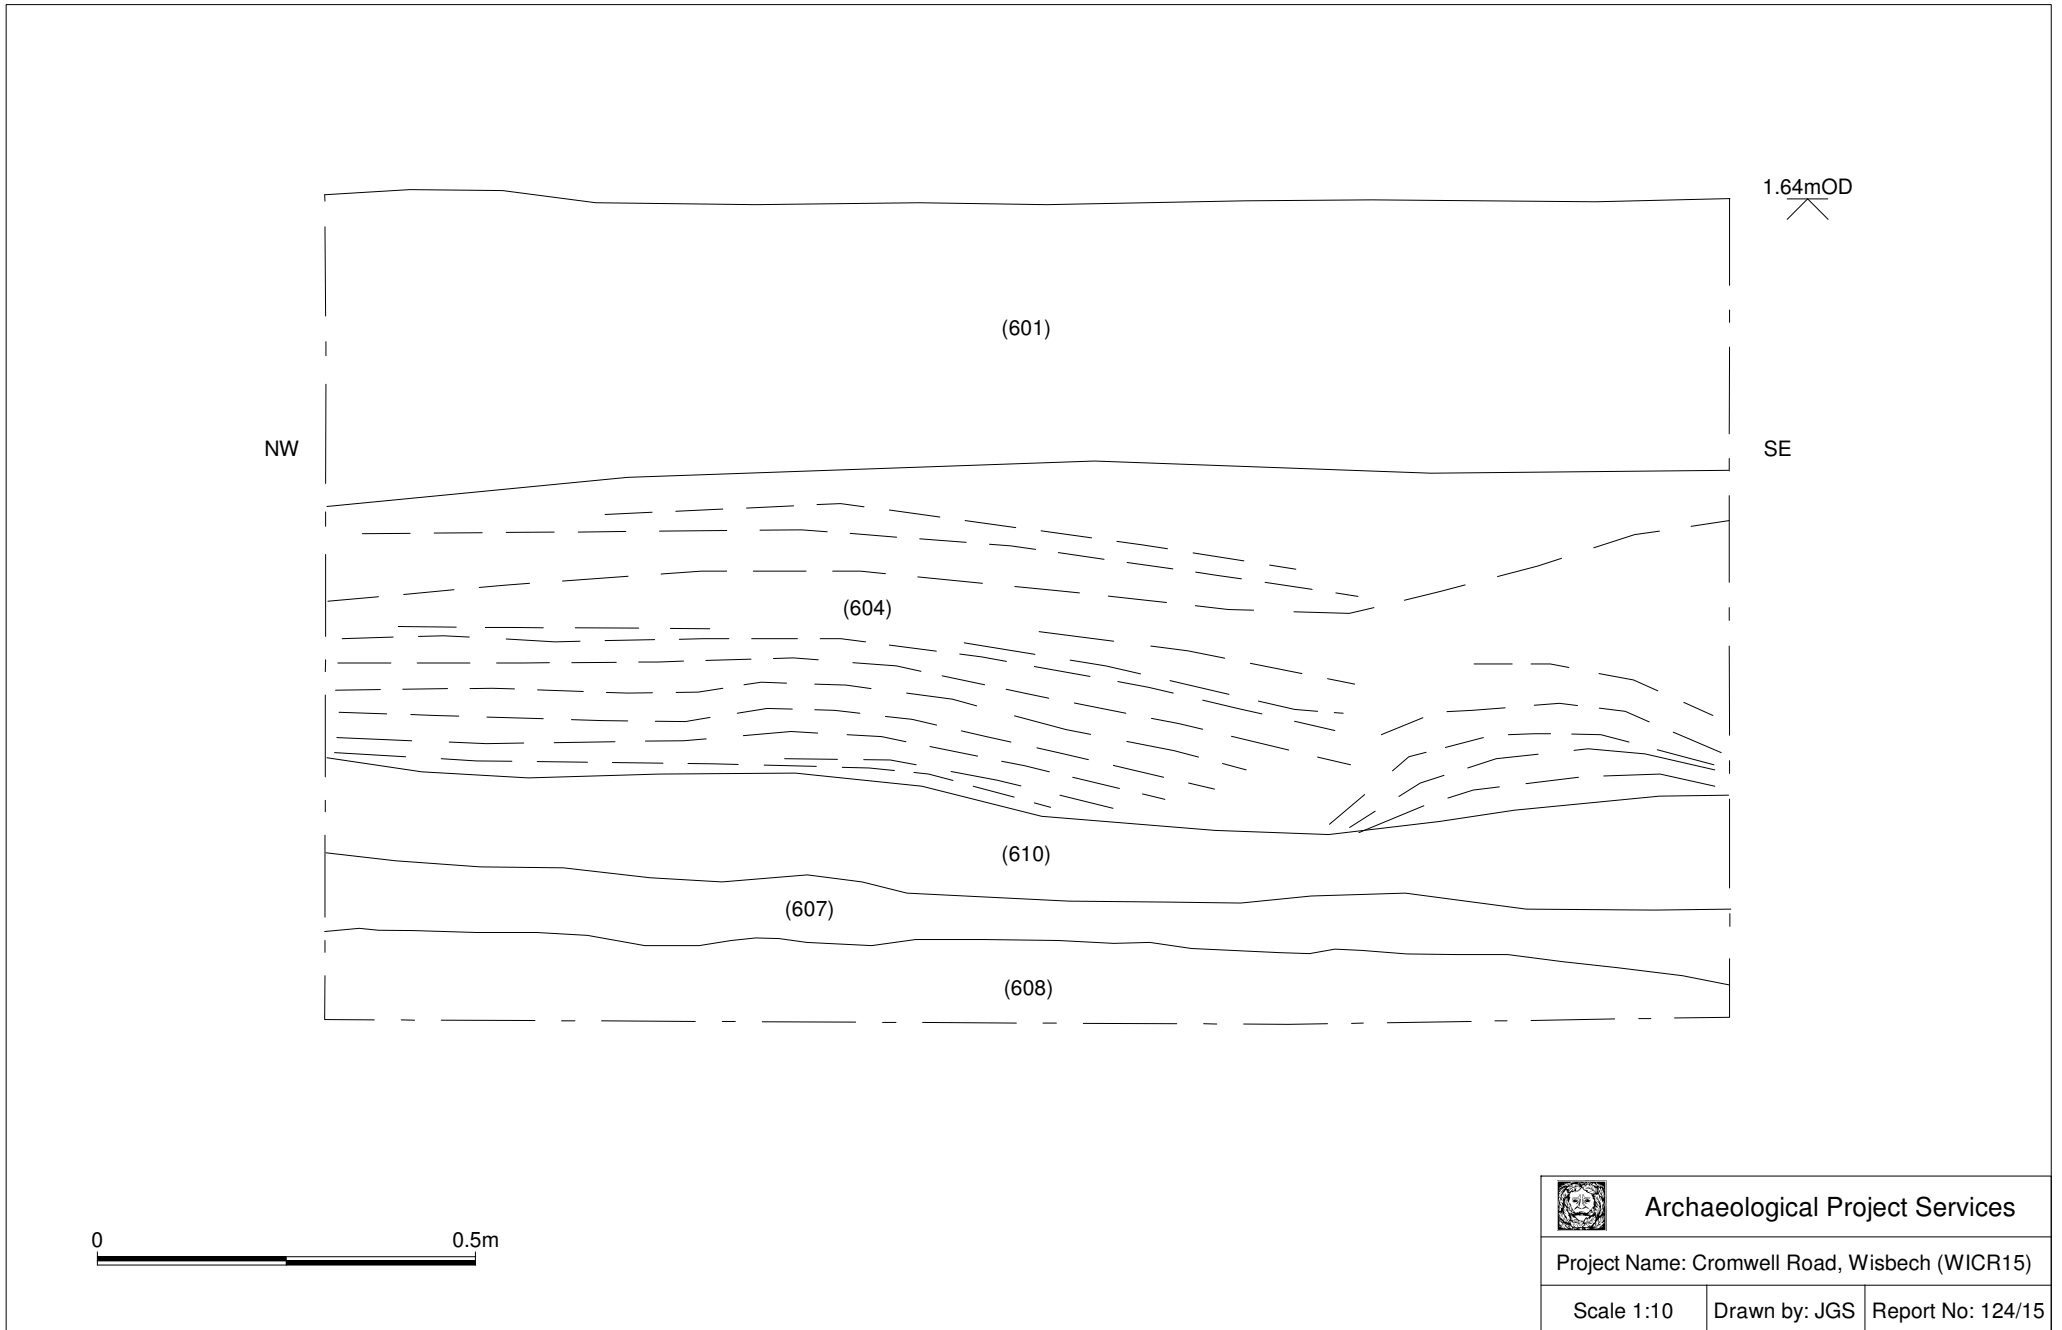 1.64mOD
(601)
NW
SE
(604)
(610)
(607)
(608)
0 0.5m
Archaeological Project Services
Project Name: Cromwell Road, Wisbech (WICR15)
Scale 1:10 Drawn by: JGS Report No: 124/15